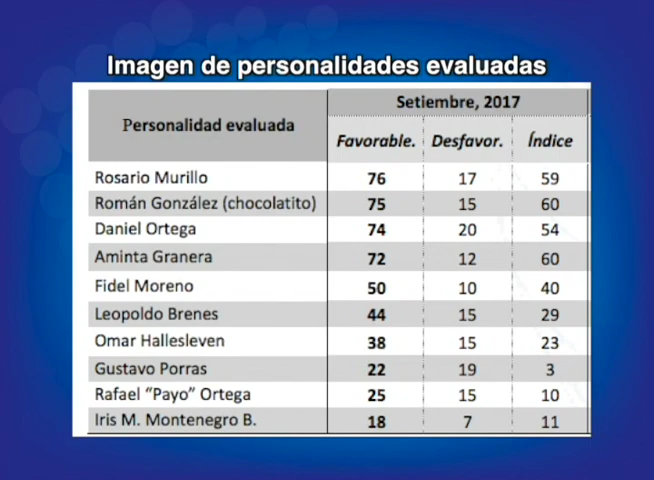 Imagen de personalidades evaluadas
Personalidad evaluada
Setiembre, 2017
Favorable. Desfavor. Índice
Rosario Murillo 76 17 59
Román González (chocolatito) 75 15 60
Daniel Ortega 74 20 54
Aminta Granera 72 12 60
Fidel Moreno 50 10 40
Leopoldo Brenes 44 15 29
Omar Hallesleven 38 15 23
Gustavo Porras 22 19 3
Rafael “Payo” Ortega 25 15 10
Iris M. Montenegro B. 18 7 11